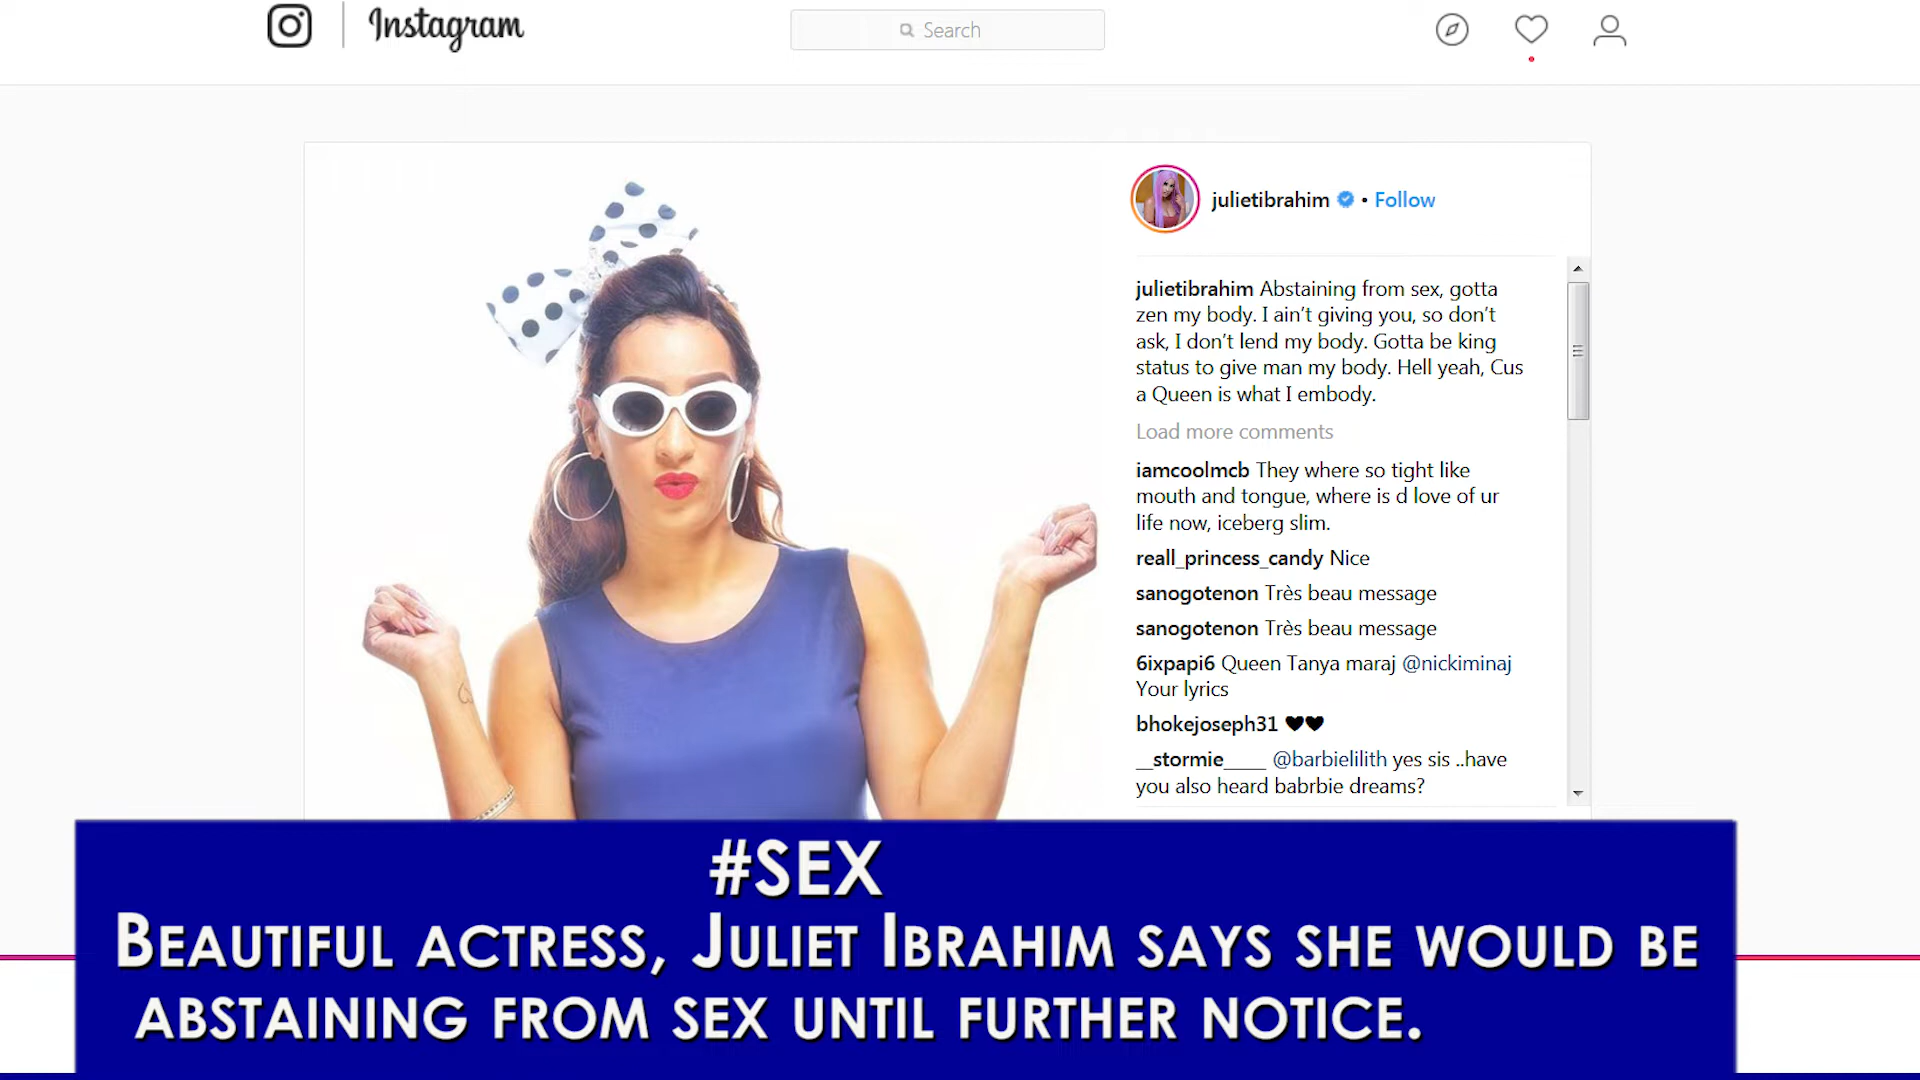 Instagram
Search
julietibrahim • Follow
julietibrahim Abstaining from sex, gotta
zen my body. I ain't giving you, so don't
ask, I don't lend my body. Gotta be king
status to give man my body. Hell yeah, Cus
a Queen is what I embody.
Load more comments
iamcoolmcb They where so tight like
mouth and tongue, where is d love of ur
life now, iceberg slim.
reall_princess_candy Nice
sanogotenon Très beau message
sanogotenon Très beau message
6ixpapi6 Queen Tanya maraj @nickiminaj
Your lyrics
bhokejoseph31 🖤🖤
__stormie_____ @barbielilith yes sis ..have
you also heard babrbie dreams?
#SEX
BEAUTIFUL ACTRESS, JULIET IBRAHIM SAYS SHE WOULD BE
ABSTAINING FROM SEX UNTIL FURTHER NOTICE.